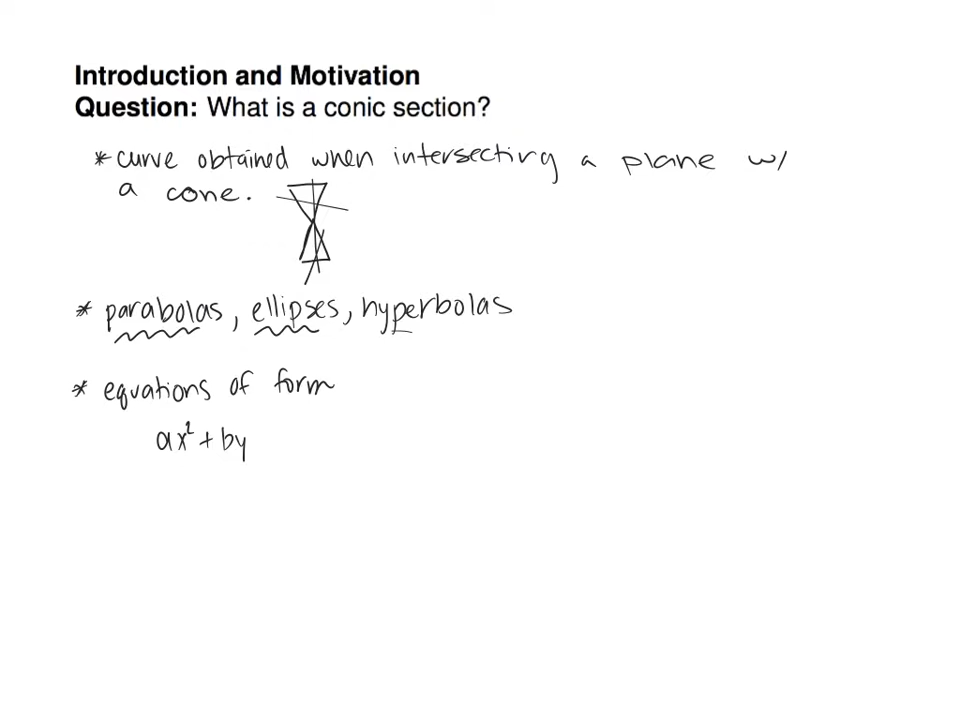 Introduction and Motivation
Question: What is a conic section?
* curve obtained when intersecting a plane w/
a cone.
* parabolas, ellipses, hyperbolas
* equations of form
ax² + by